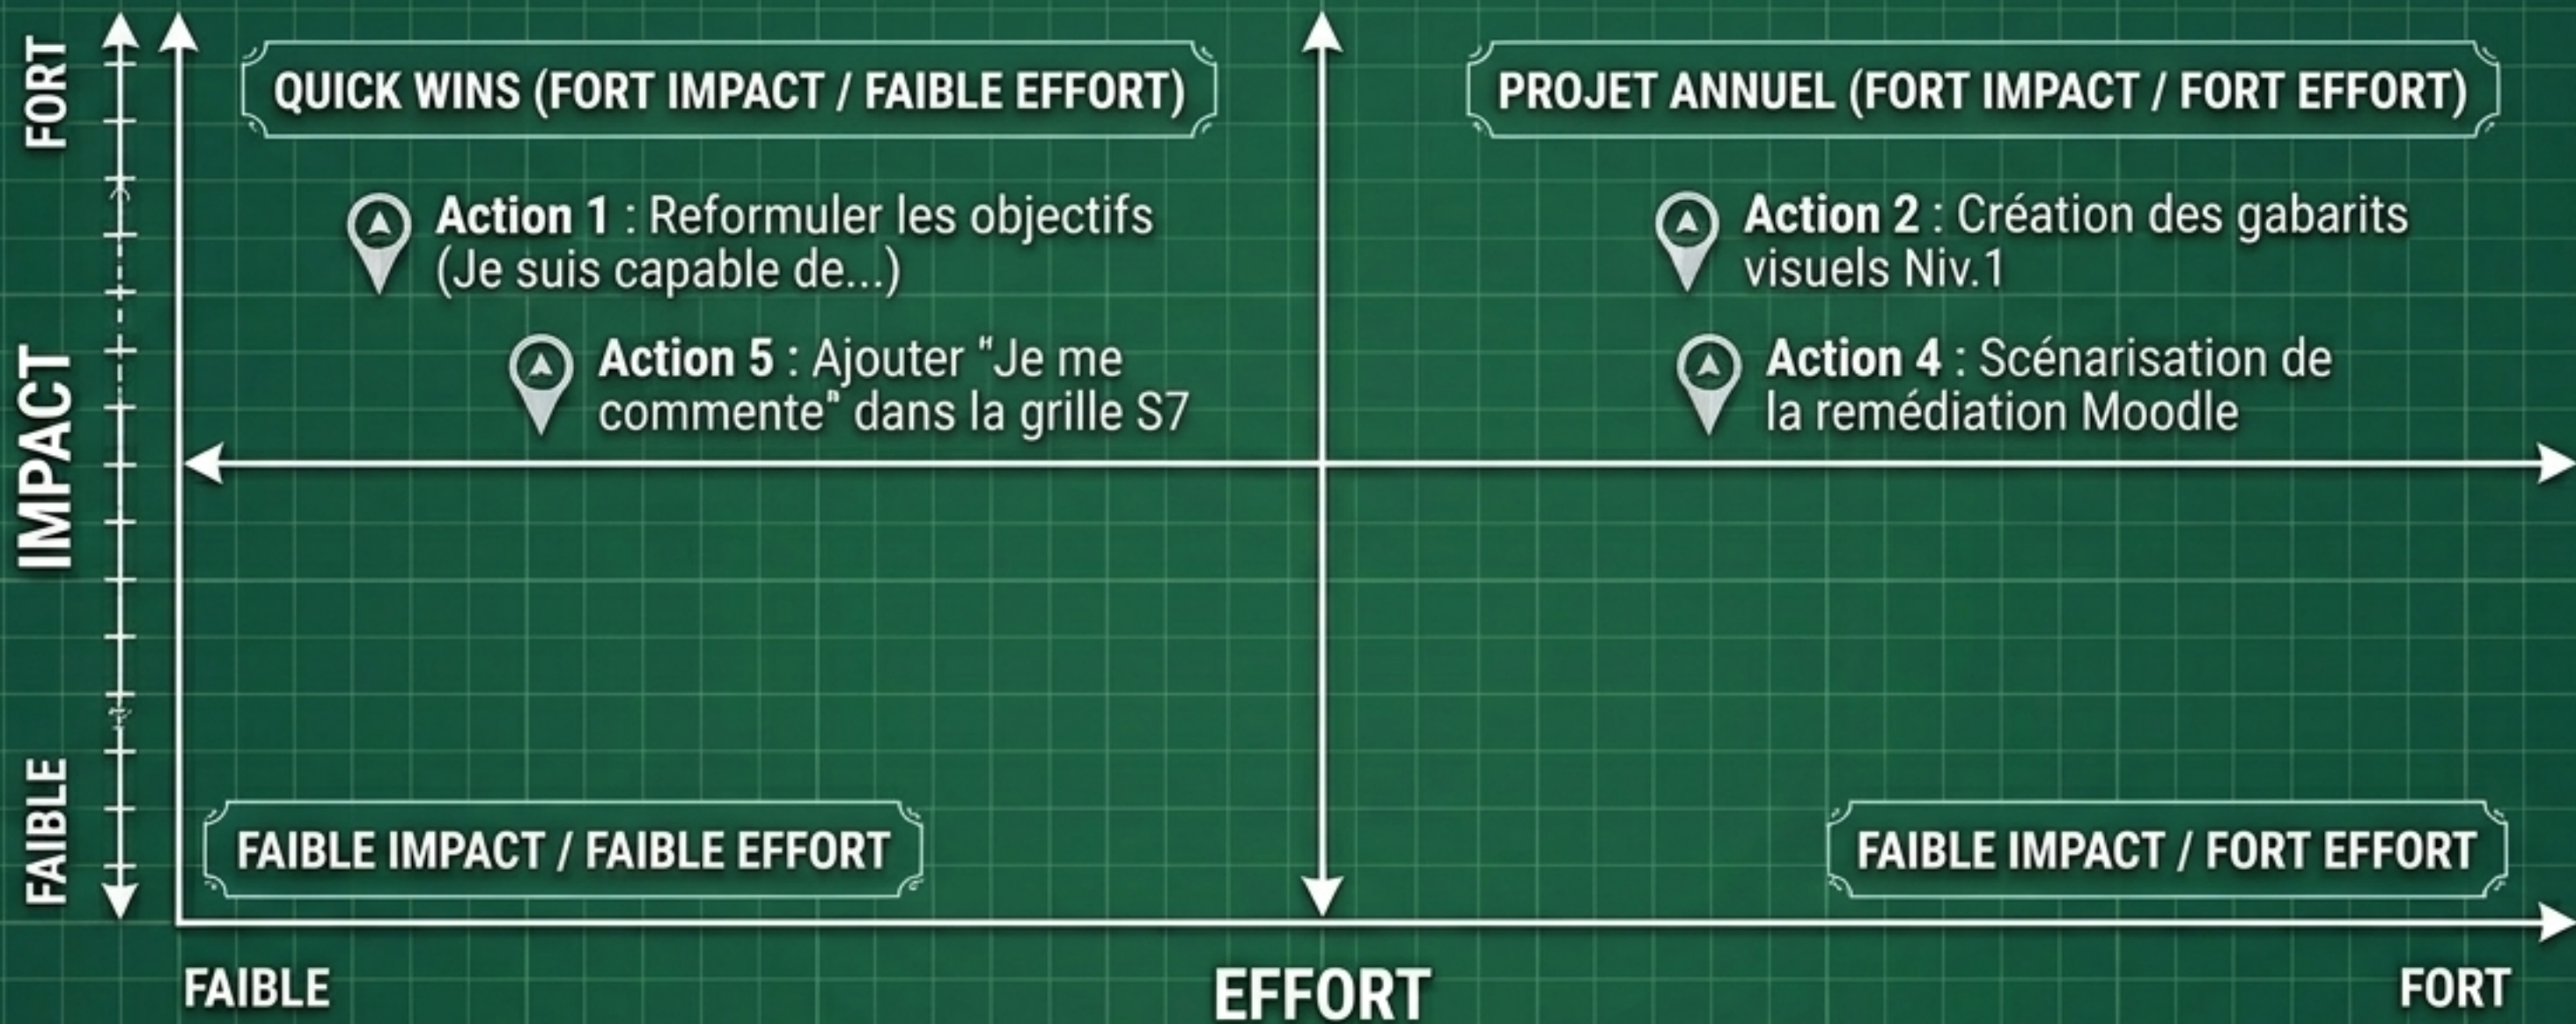 FORT
IMPACT
FAIBLE
QUICK WINS (FORT IMPACT / FAIBLE EFFORT)
Action 1 : Reformuler les objectifs
(Je suis capable de...)
Action 5 : Ajouter "Je me
commente" dans la grille S7
PROJET ANNUEL (FORT IMPACT / FORT EFFORT)
Action 2 : Création des gabarits
visuels Niv.1
Action 4 : Scénarisation de
la remédiation Moodle
FAIBLE IMPACT / FAIBLE EFFORT
FAIBLE IMPACT / FORT EFFORT
FAIBLE
EFFORT
FORT